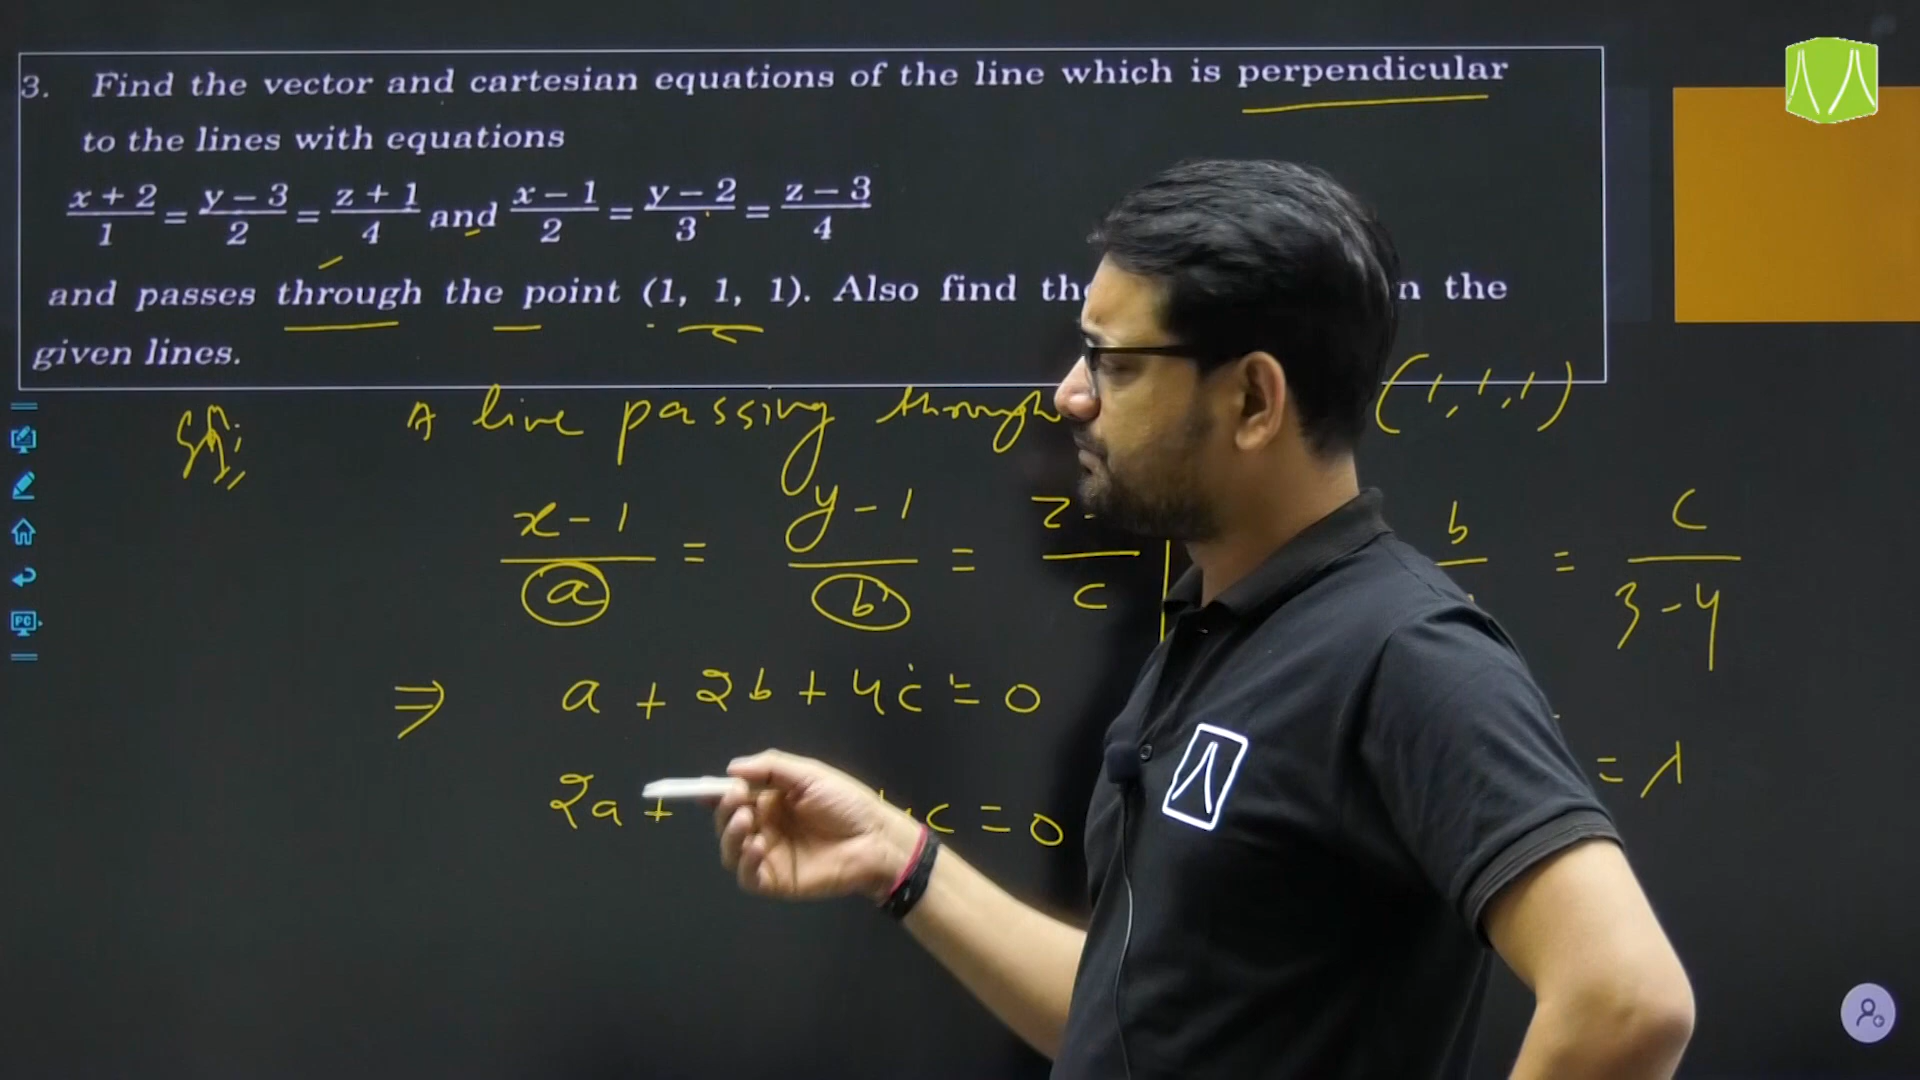 3. Find the vector and cartesian equations of the line which is perpendicular
to the lines with equations
x + 2 / 1 = y − 3 / 2 = z + 1 / 4 and x − 1 / 2 = y − 2 / 3 = z − 3 / 4
and passes through the point (1, 1, 1). Also find the n the
given lines.
A line passing through (1, 1, 1)
x - 1 / a = y - 1 / b = z - / c
b = c / 3 - 4
⇒ a + 2b + 4c = 0
= λ
2a + c = 0
PC